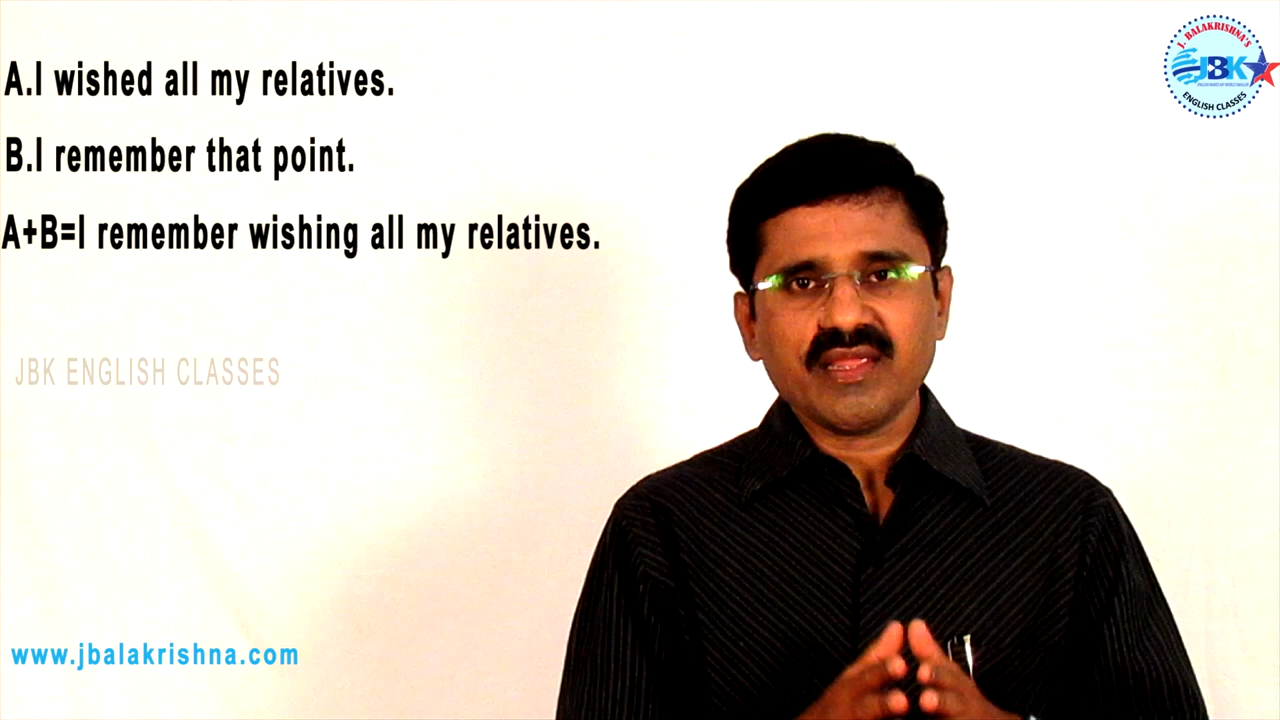 A.I wished all my relatives.
B.I remember that point.
A+B=I remember wishing all my relatives.
JBK ENGLISH CLASSES
www.jbalakrishna.com
J. BALAKRISHNA'S
JBK
ENGLISH CLASSES